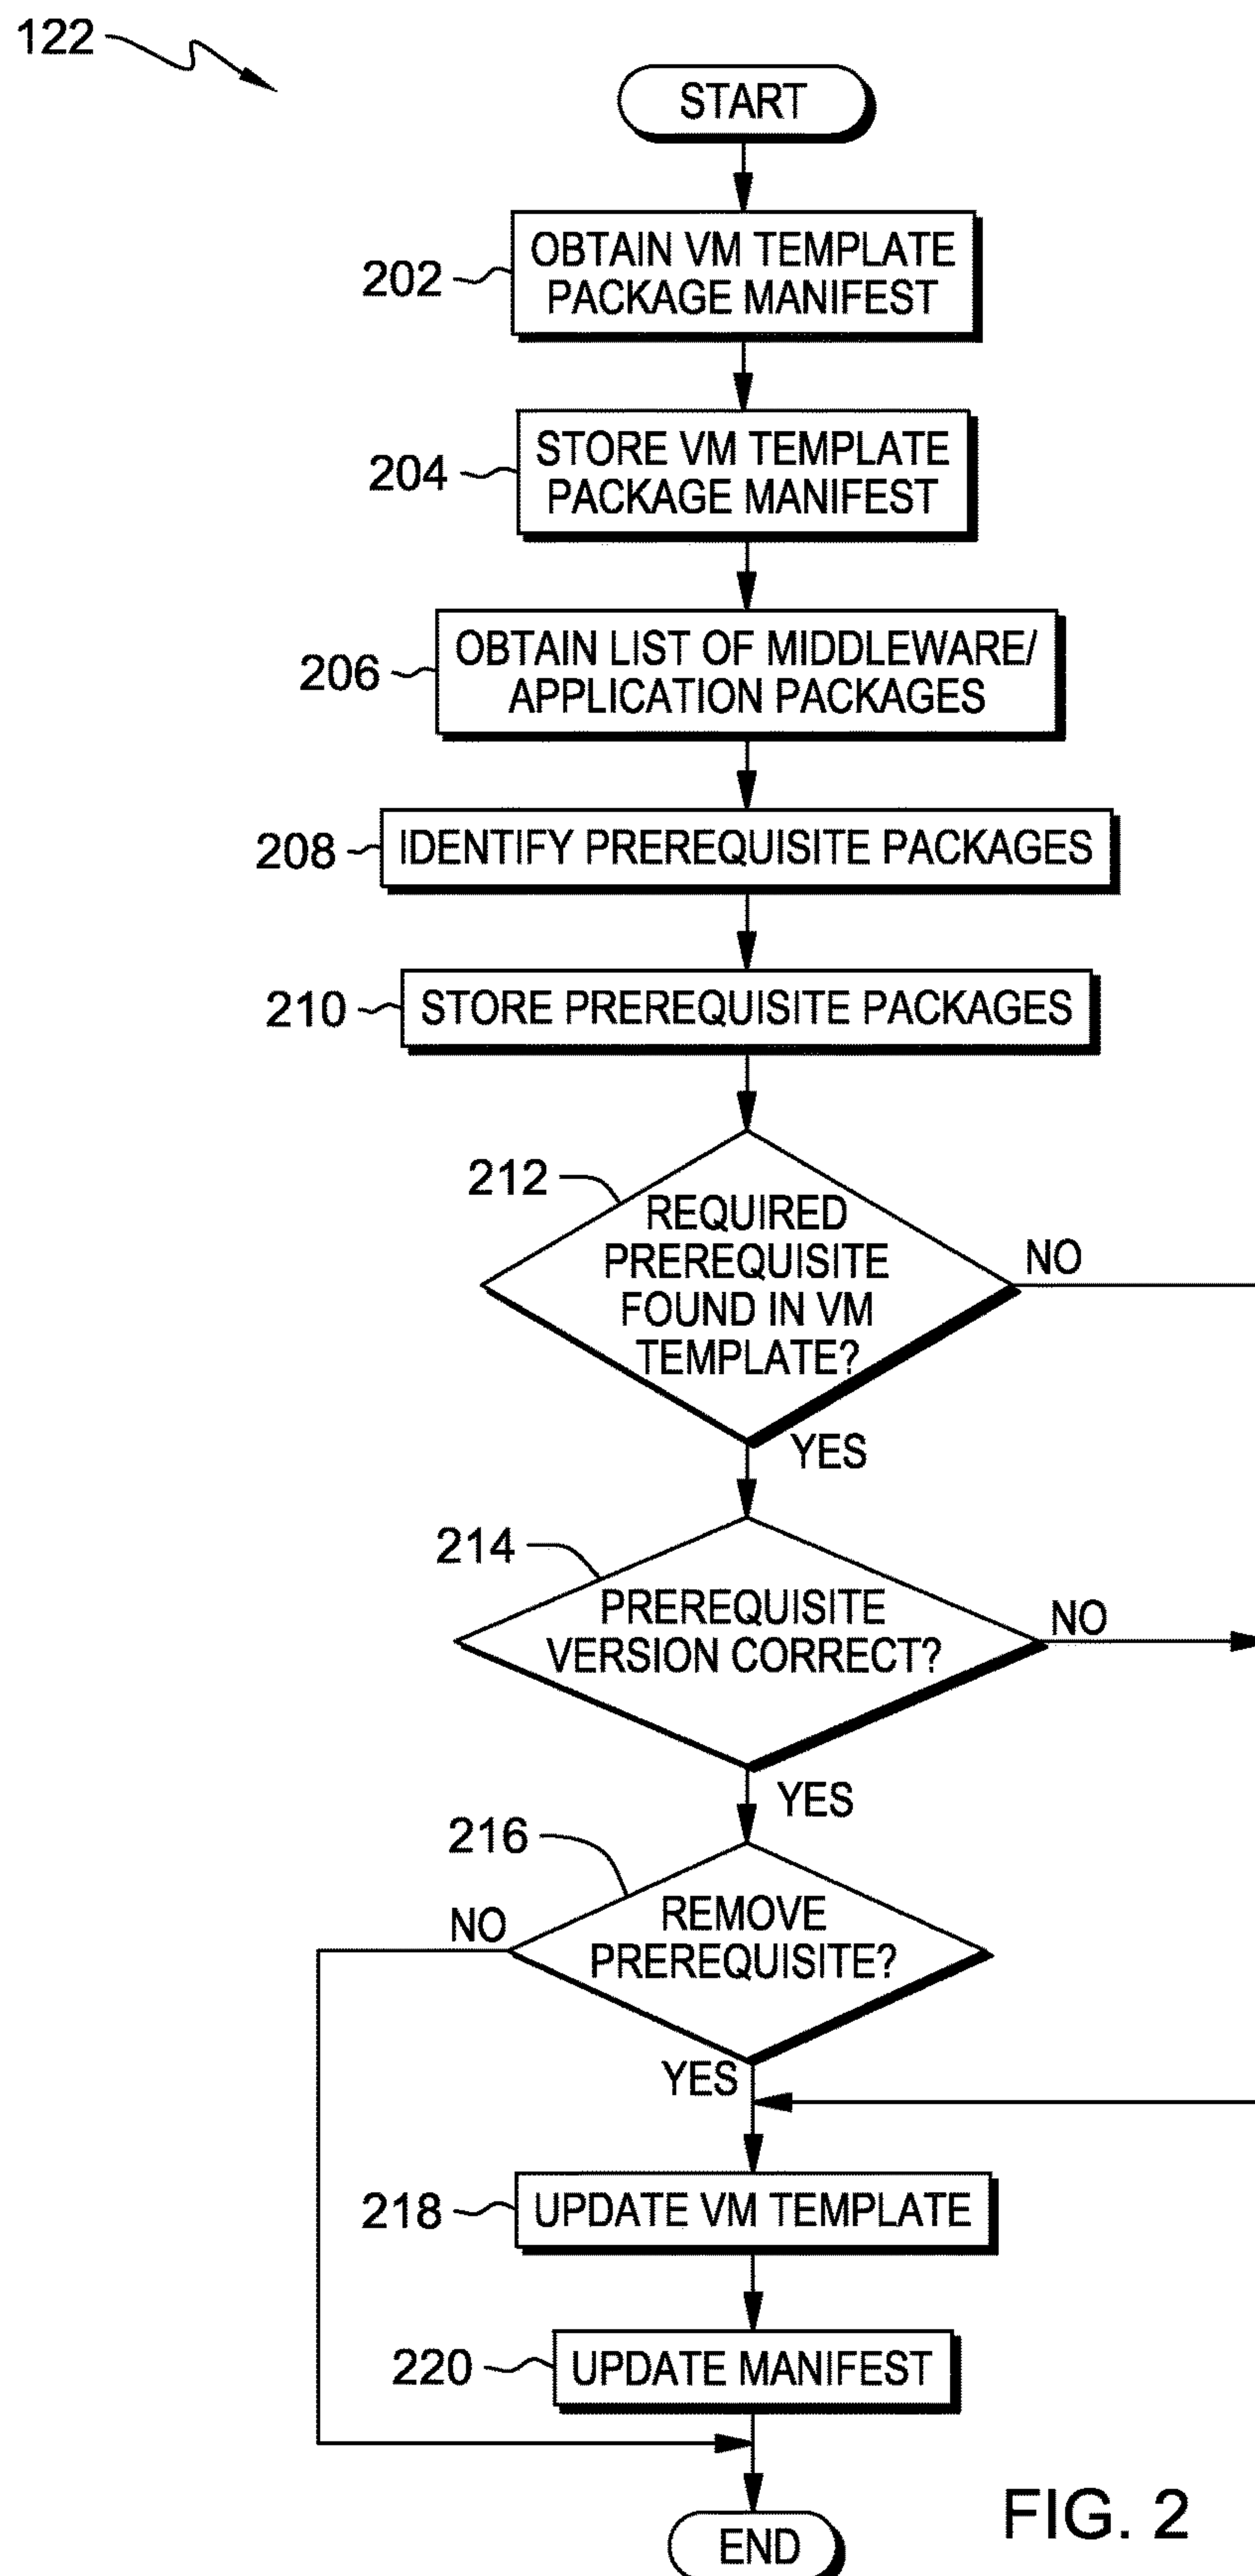 122
START
202
OBTAIN VM TEMPLATE
PACKAGE MANIFEST
204
STORE VM TEMPLATE
PACKAGE MANIFEST
206
OBTAIN LIST OF MIDDLEWARE/
APPLICATION PACKAGES
208
IDENTIFY PREREQUISITE PACKAGES
210
STORE PREREQUISITE PACKAGES
212
REQUIRED
PREREQUISITE
FOUND IN VM
TEMPLATE?
NO
YES
214
PREREQUISITE
VERSION CORRECT?
NO
YES
216
REMOVE
PREREQUISITE?
NO
YES
218
UPDATE VM TEMPLATE
220
UPDATE MANIFEST
END
FIG. 2